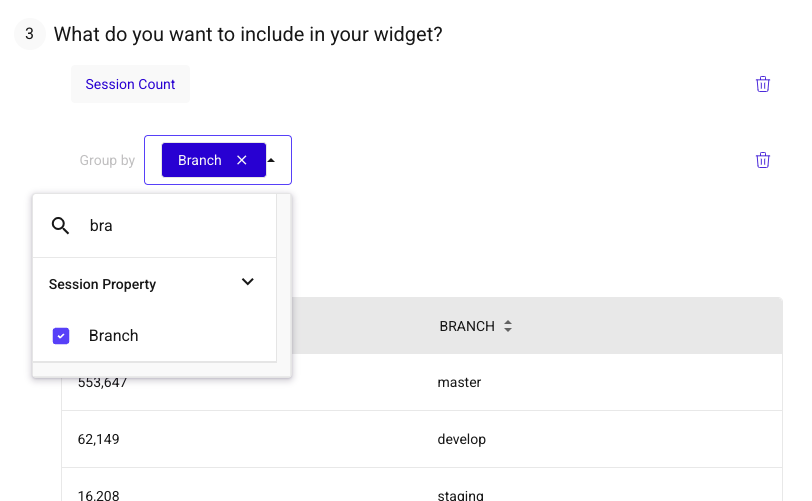 3 What do you want to include in your widget?
Session Count
Group by Branch
bra
Session Property
Branch
BRANCH
553,647 master
62,149 develop
16,208 staging